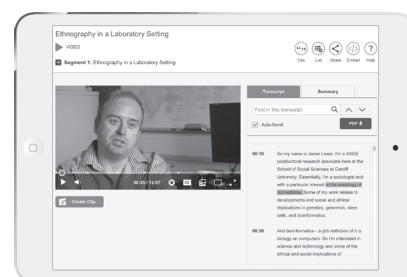 Ethnography in a Laboratory Setting
VIDEO
Segment 1: Ethnography in a Laboratory Setting
Cite List Share Embed Help
Transcript Summary
Find in this transcript
Auto-Scroll
PDF
00:33 / 12:07
CC
Create Clip
00:10 So my name is Jamie Lewis. I'm a SAGE
postdoctoral research associate here at the
School of Social Sciences at Cardiff
University. Essentially, I'm a sociologist and
with a particular interest in the sociology of
biomedicine. Some of my work relates to
developments and social and ethical
implications in genetics, genomics, stem
cells, and bioinformatics.
00:38 And bioinformatics-- a glib definition of it is
biology on computers. So I'm interested in
science and technology and some of the
ethical and social implications of